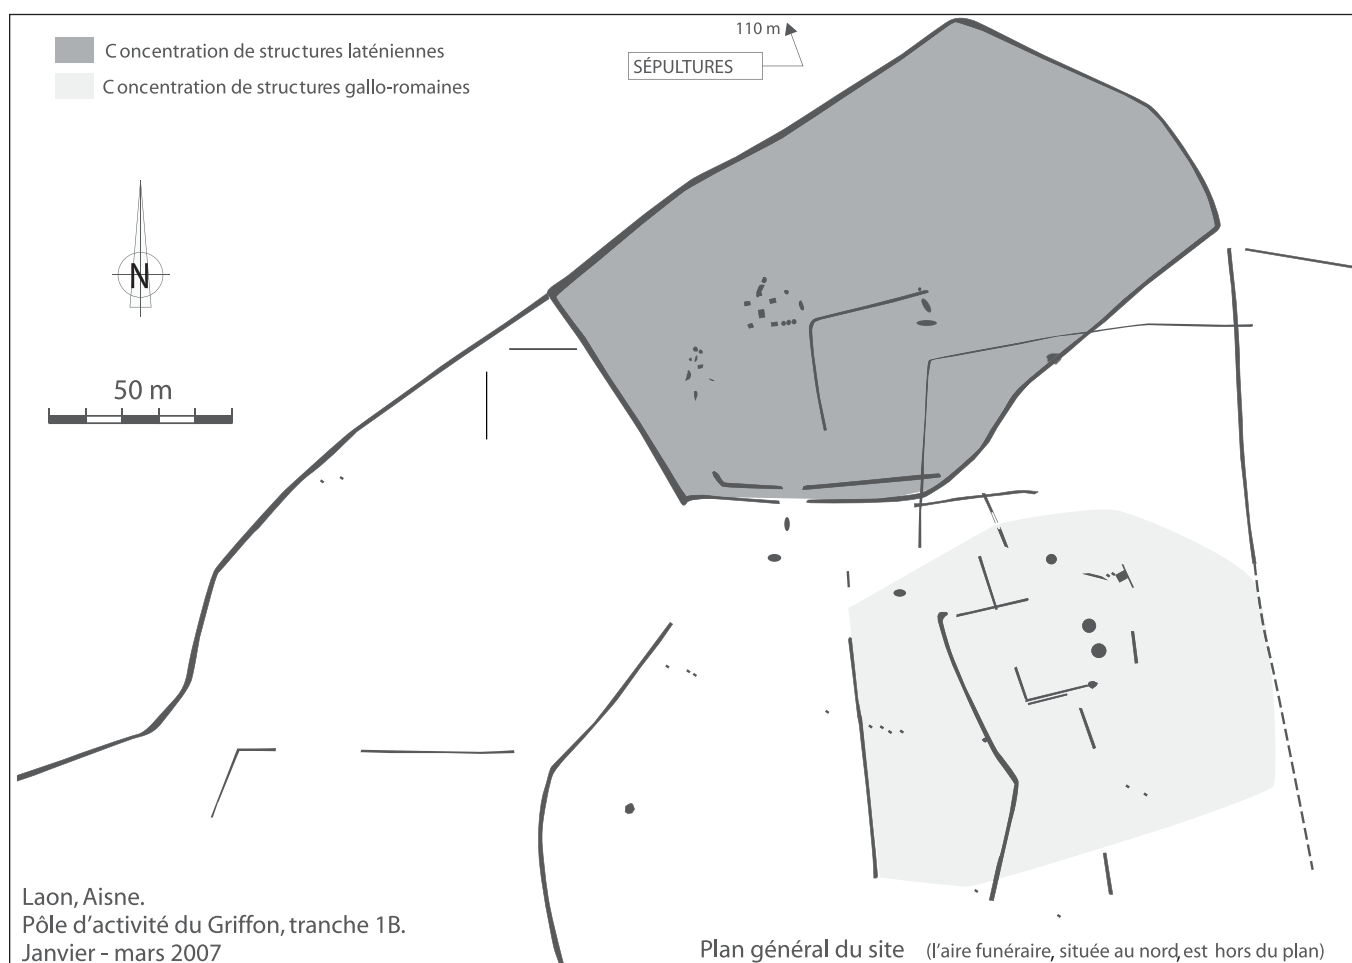 Concentration de structures laténiennes
Concentration de structures gallo-romaines
110 m
SÉPULTURES
N
50 m
Laon, Aisne.
Pôle d'activité du Griffon, tranche 1B.
Janvier - mars 2007
Plan général du site (l'aire funéraire, située au nord, est hors du plan)